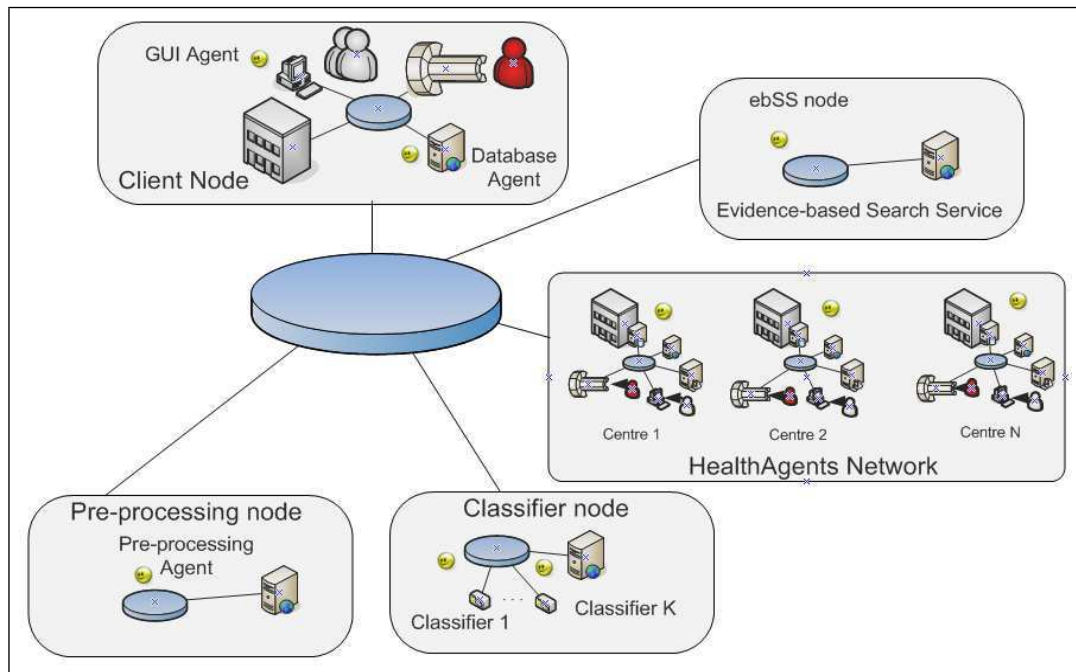 GUI Agent
Database
Agent
Client Node
ebSS node
Evidence-based Search Service
Centre 1
Centre 2
Centre N
HealthAgents Network
Pre-processing node
Pre-processing
Agent
Classifier node
Classifier 1
. . .
Classifier K